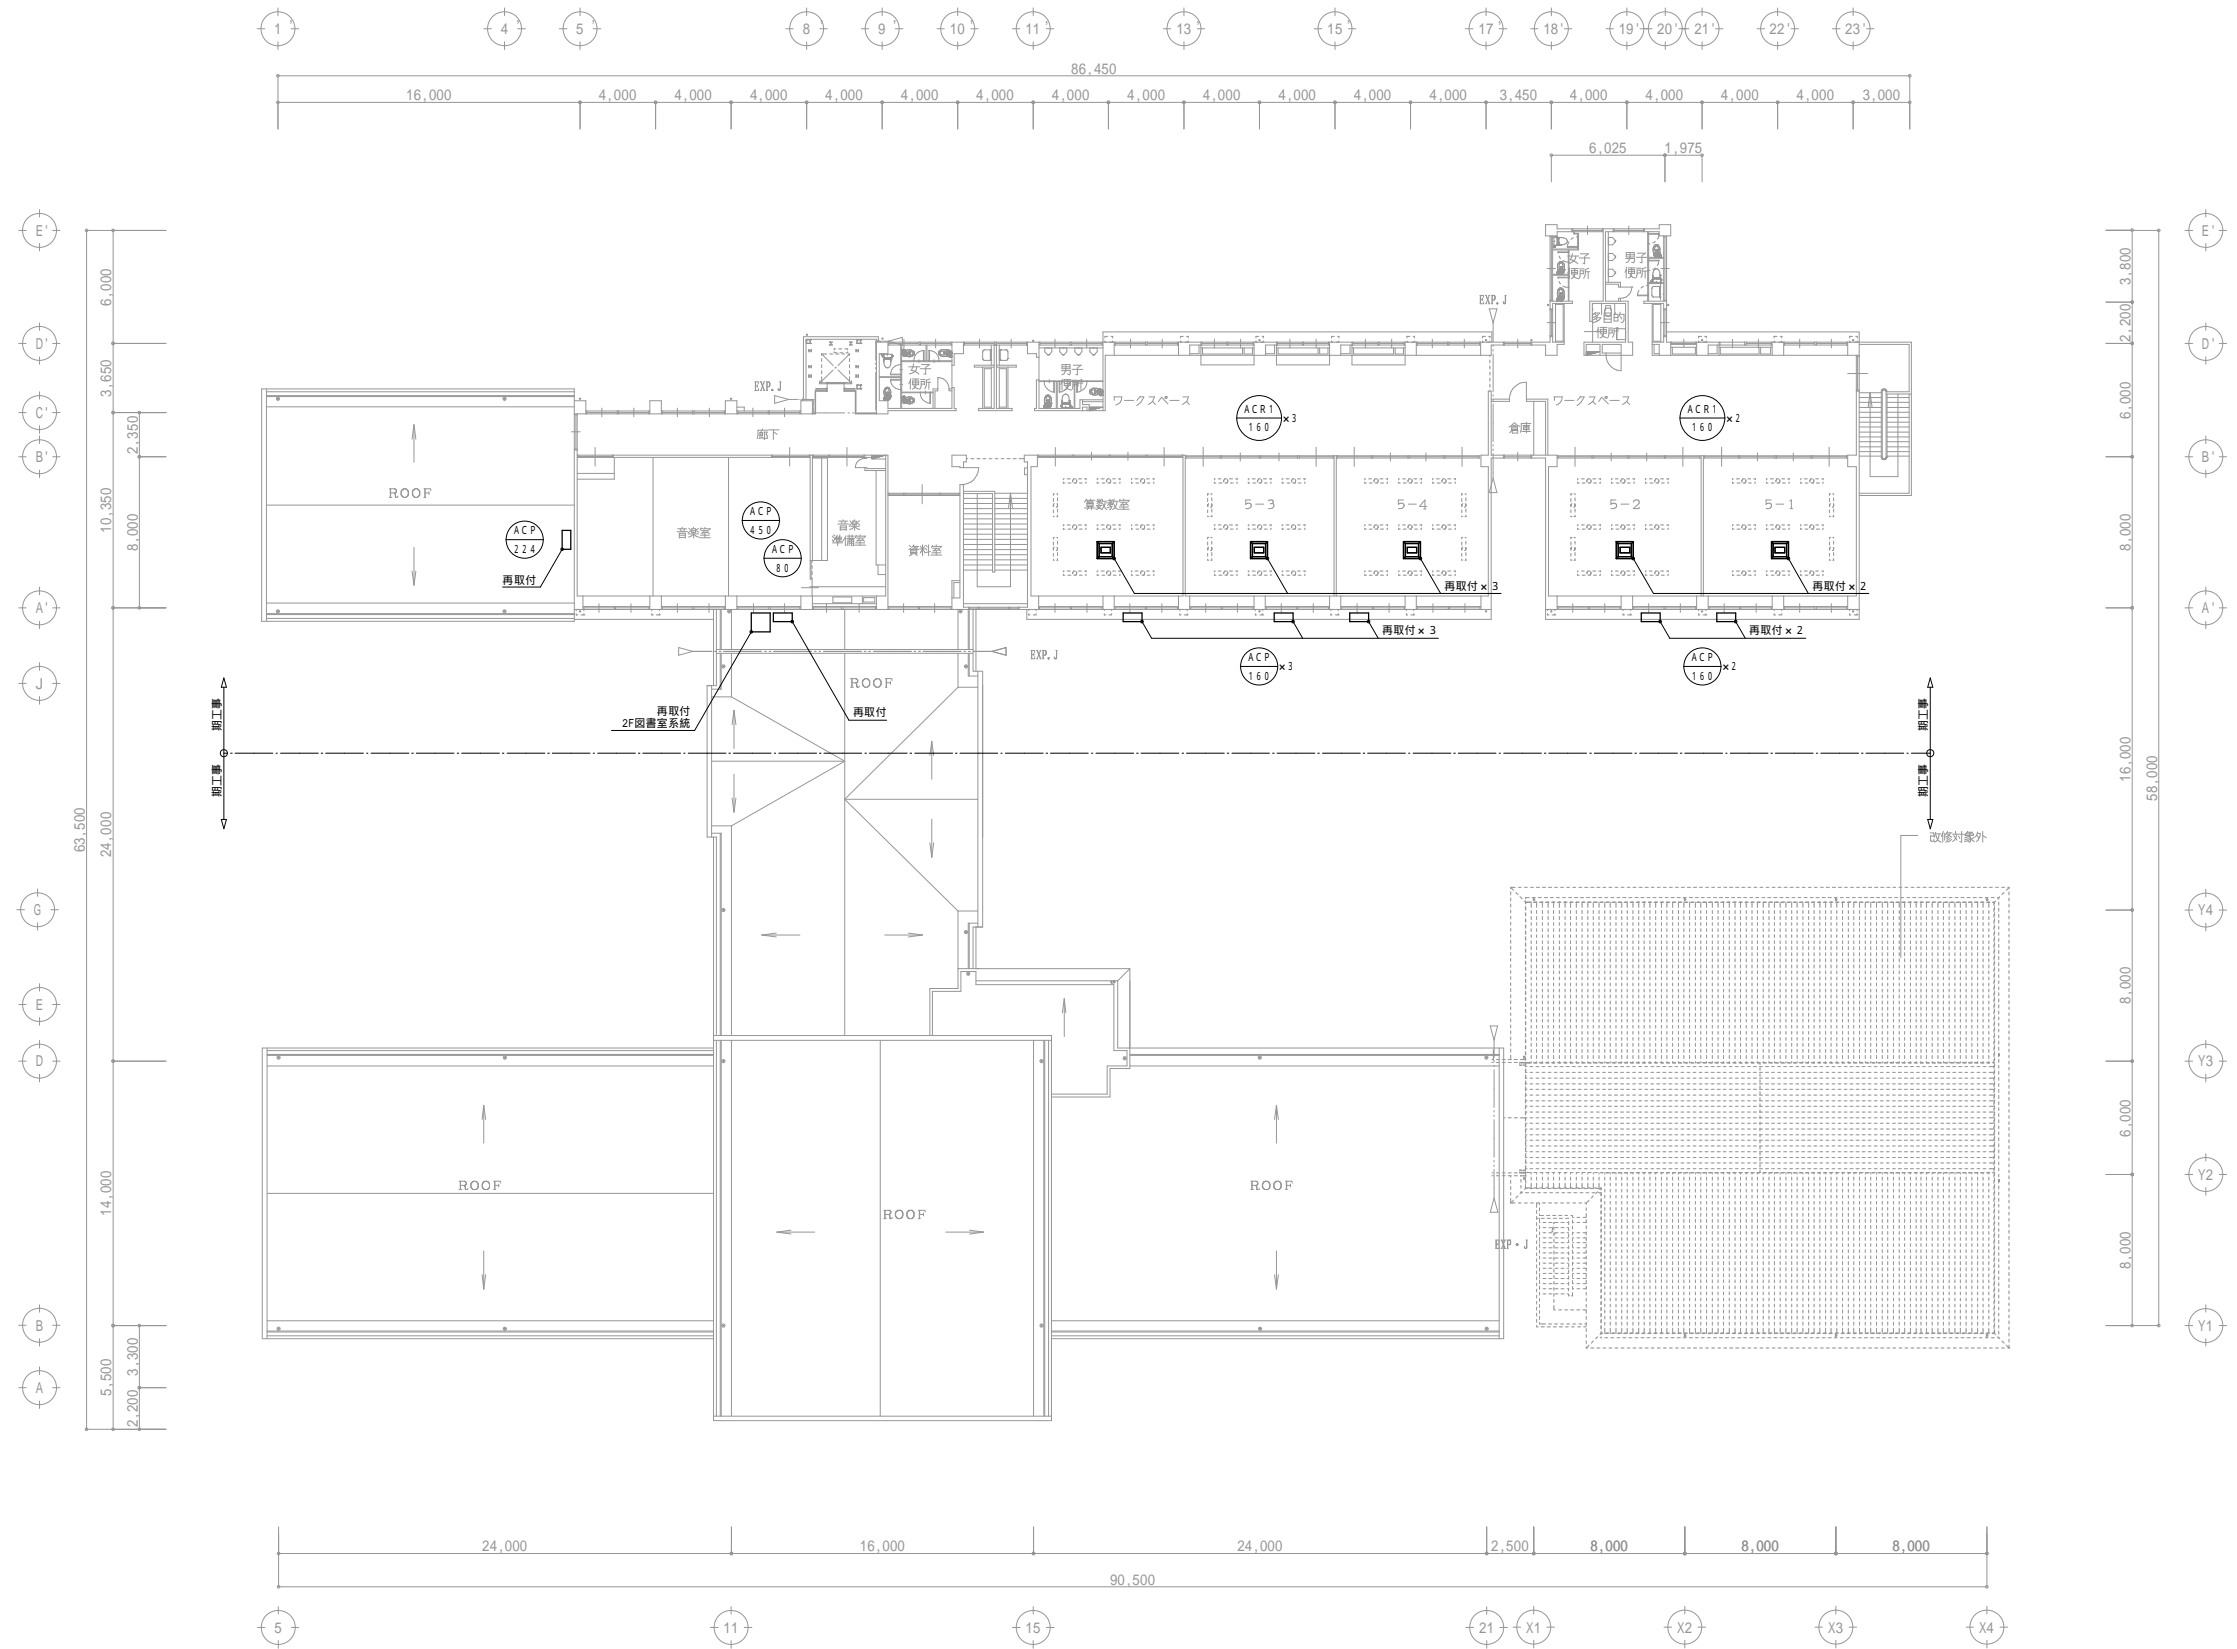 1' 4' 5' 8' 9' 10' 11' 13' 15' 17' 18' 19' 20' 21' 22' 23'
86,450
16,000 4,000 4,000 4,000 4,000 4,000 4,000 4,000 4,000 4,000 4,000 4,000 4,000 3,450 4,000 4,000 4,000 4,000 3,000
6,025 1,975
E'
D'
C'
B'
A'
J
G
E
D
B
A
63,500
6,000
3,650
10,350
24,000
14,000
5,500
2,350
8,000
3,300
2,200
女子
便所
男子
便所
多目的
便所
EXP.J
EXP.J
女子
便所
男子
便所
ワークスペース
ACR1
160
×3
倉庫
ワークスペース
ACR1
160
×2
廊下
ROOF
ACP
224
再取付
音楽室
ACP
450
ACP
80
音楽
準備室
資料室
算数教室
5-3
5-4
再取付×3
5-2
5-1
再取付×2
再取付×3
ACP
160
×3
再取付×2
ACP
160
×2
EXP.J
ROOF
再取付
2F図書室系統
再取付
期工事
期工事
期工事
期工事
改修対象外
ROOF
ROOF
ROOF
EXP・J
E'
D'
B'
A'
Y4
Y3
Y2
Y1
3,800
2,200
6,000
8,000
16,000
8,000
6,000
8,000
58,000
24,000 16,000 24,000 2,500 8,000 8,000 8,000
90,500
5 11 15 21 X1 X2 X3 X4